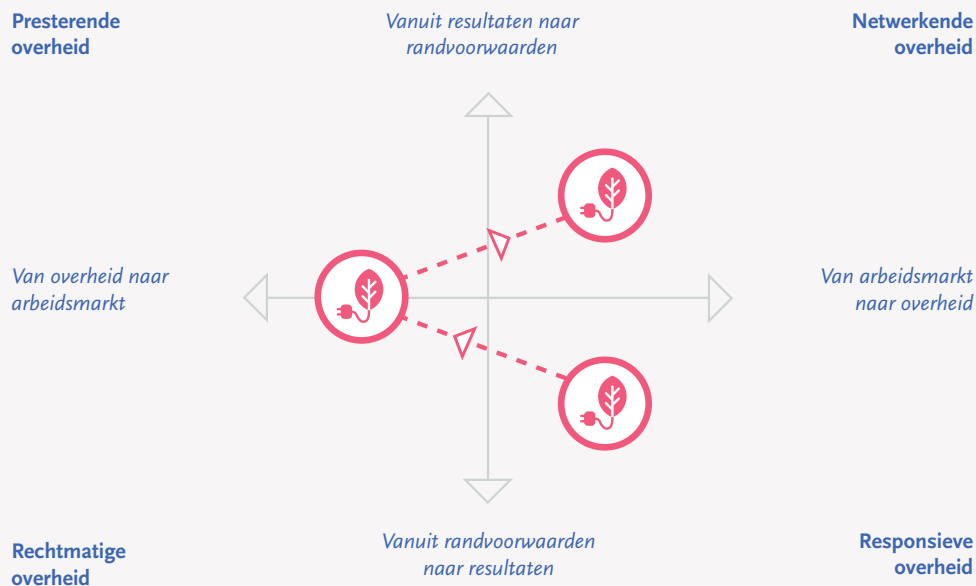 Presterende
overheid
Vanuit resultaten naar
randvoorwaarden
Netwerkende
overheid
Van overheid naar
arbeidsmarkt
Van arbeidsmarkt
naar overheid
Rechtmatige
overheid
Vanuit randvoorwaarden
naar resultaten
Responsieve
overheid